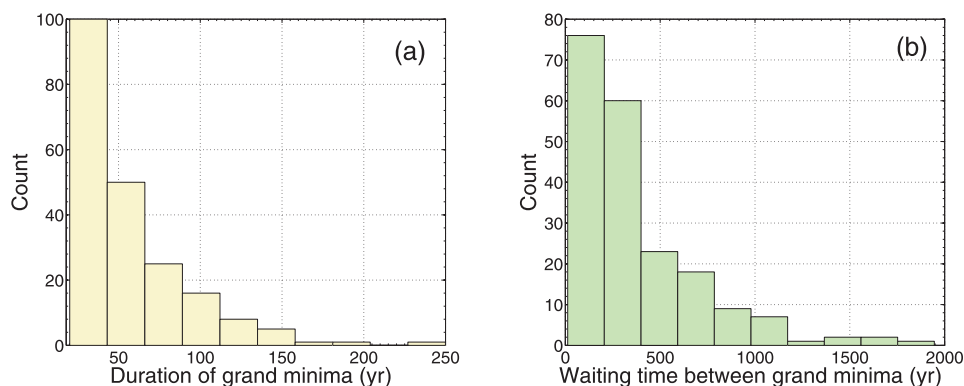 100
80
60
40
20
0
Count
(a)
50 100 150 200 250
Duration of grand minima (yr)
80
70
60
50
40
30
20
10
0
Count
(b)
0 500 1000 1500 2000
Waiting time between grand minima (yr)